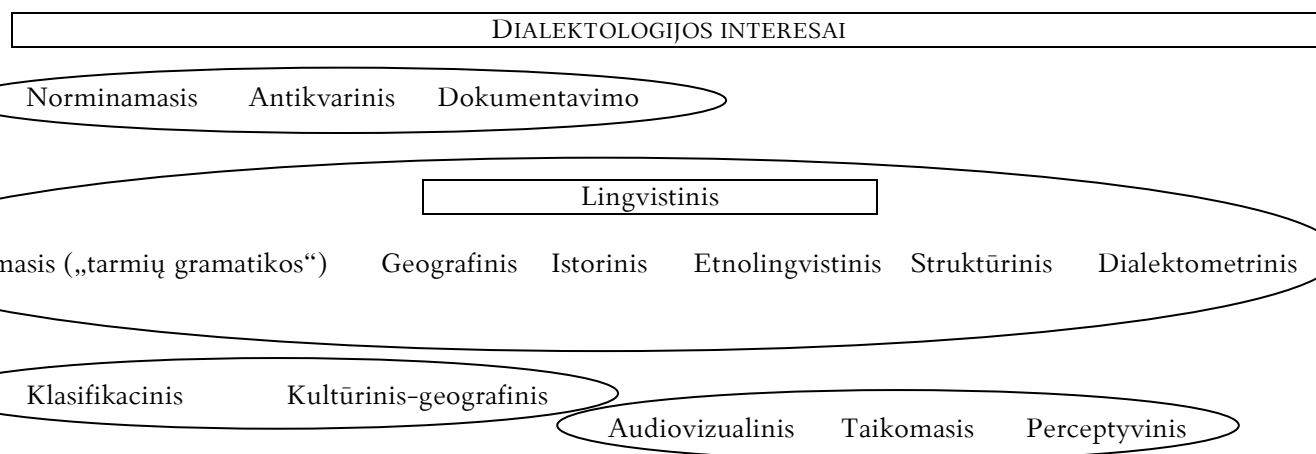 DIALEKTOLOGIJOS INTERESAI
Norminamasis Antikvarinis Dokumentavimo
Lingvistinis
(„tarmių gramatikos“) Geografinis Istorinis Etnolingvistinis Struktūrinis Dialektometrinis
Klasifikacinis Kultūrinis-geografinis
Audiovizualinis Taikomasis Perceptyvinis